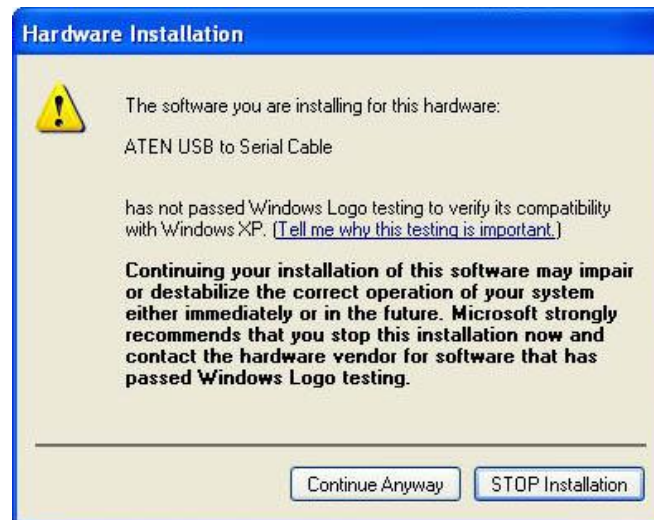 Hardware Installation
The software you are installing for this hardware:
ATEN USB to Serial Cable
has not passed Windows Logo testing to verify its compatibility
with Windows XP. (Tell me why this testing is important.)
Continuing your installation of this software may impair
or destabilize the correct operation of your system
either immediately or in the future. Microsoft strongly
recommends that you stop this installation now and
contact the hardware vendor for software that has
passed Windows Logo testing.
Continue Anyway
STOP Installation